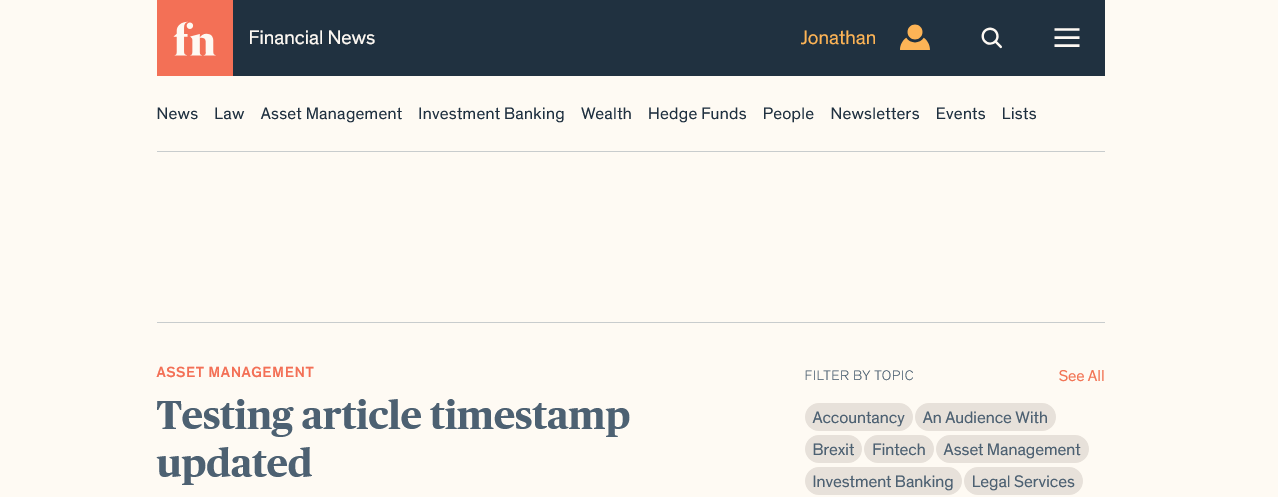 fn Financial News Jonathan
News Law Asset Management Investment Banking Wealth Hedge Funds People Newsletters Events Lists
ASSET MANAGEMENT
Testing article timestamp
updated
FILTER BY TOPIC See All
Accountancy An Audience With
Brexit Fintech Asset Management
Investment Banking Legal Services